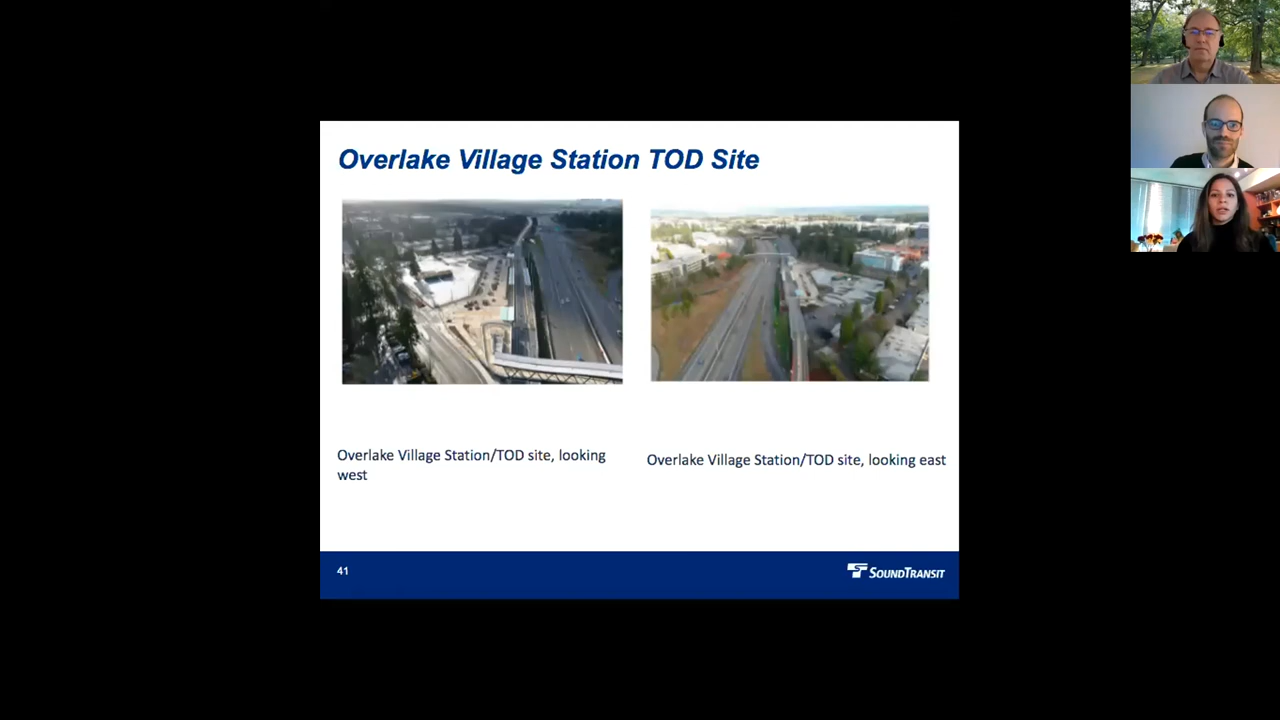 Overlake Village Station TOD Site
Overlake Village Station/TOD site, looking
west
Overlake Village Station/TOD site, looking east
41
SOUNDTRANSIT